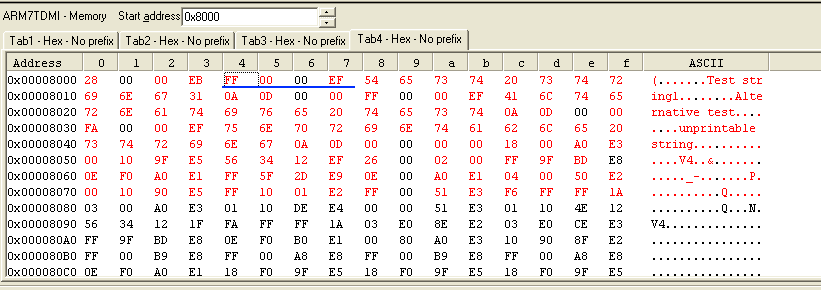 ARM7TDMI - Memory Start address 0x8000
Tab1 - Hex - No prefix Tab2 - Hex - No prefix Tab3 - Hex - No prefix Tab4 - Hex - No prefix
Address 0 1 2 3 4 5 6 7 8 9 a b c d e f ASCII
0x00008000 28 00 00 EB FF 00 00 EF 54 65 73 74 20 73 74 72 (.......Test str
0x00008010 69 6E 67 31 0A 0D 00 00 FF 00 00 EF 41 6C 74 65 ing1........Alte
0x00008020 72 6E 61 74 69 76 65 20 74 65 73 74 0A 0D 00 00 rnative test....
0x00008030 FA 00 00 EF 75 6E 70 72 69 6E 74 61 62 6C 65 20 ....unprintable
0x00008040 73 74 72 69 6E 67 0A 0D 00 00 00 00 18 00 A0 E3 string..........
0x00008050 00 10 9F E5 56 34 12 EF 26 00 00 00 FF 9F BD E8 ....V4..&.......
0x00008060 0E F0 A0 E1 FF 5F 2D E9 0E 00 A0 E1 04 00 50 E2 ....._-.......P.
0x00008070 00 10 90 E5 FF 10 01 E2 FF 00 51 E3 F6 FF FF 1A ..........Q.....
0x00008080 03 00 A0 E3 01 10 DE E4 00 00 51 E3 01 10 4E 12 ..........Q...N.
0x00008090 56 34 12 1F FA FF FF 1A 03 E0 8E E2 03 E0 CE E3 V4..............
0x000080A0 FF 9F BD E8 0E F0 B0 E1 00 80 A0 E3 10 90 8F E2 ................
0x000080B0 FF 00 B9 E8 FF 00 A8 E8 FF 00 B9 E8 FF 00 A8 E8 ................
0x000080C0 0E F0 A0 E1 18 F0 9F E5 18 F0 9F E5 18 F0 9F E5 ................